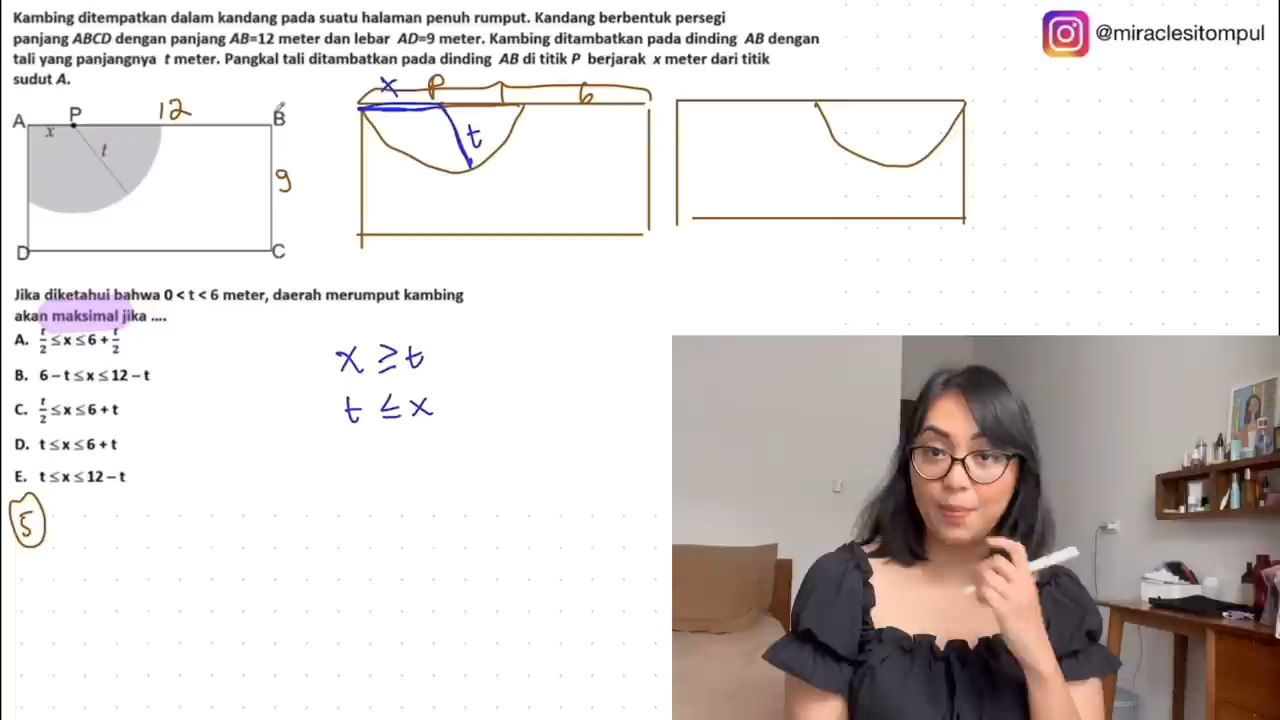 Kambing ditempatkan dalam kandang pada suatu halaman penuh rumput. Kandang berbentuk persegi
panjang ABCD dengan panjang AB=12 meter dan lebar AD=9 meter. Kambing ditambatkan pada dinding AB dengan
tali yang panjangnya t meter. Pangkal tali ditambatkan pada dinding AB di titik P berjarak x meter dari titik
sudut A.
@miraclesitompul
A P 12 B
x t
9
D C
x P 6
t
Jika diketahui bahwa 0 < t < 6 meter, daerah merumput kambing
akan maksimal jika ....
A. t/2 ≤ x ≤ 6 + t/2
B. 6 – t ≤ x ≤ 12 – t
C. t/2 ≤ x ≤ 6 + t
D. t ≤ x ≤ 6 + t
E. t ≤ x ≤ 12 – t
x ≥ t
t ≤ x
5